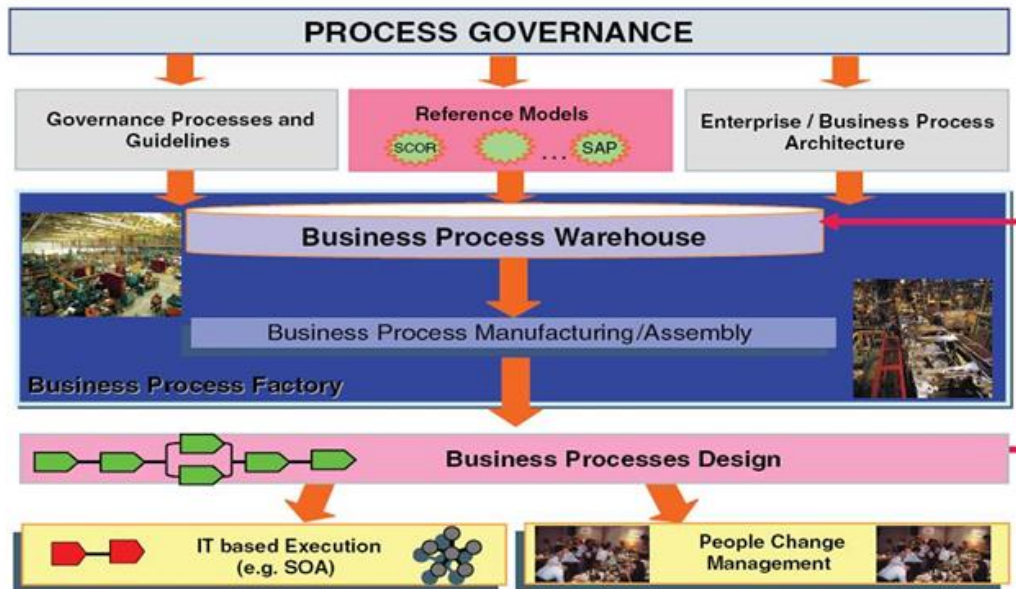 PROCESS GOVERNANCE
Governance Processes and
Guidelines
Reference Models
SCOR
...
SAP
Enterprise / Business Process
Architecture
Business Process Warehouse
Business Process Manufacturing/Assembly
Business Process Factory
Business Processes Design
IT based Execution
(e.g. SOA)
People Change
Management